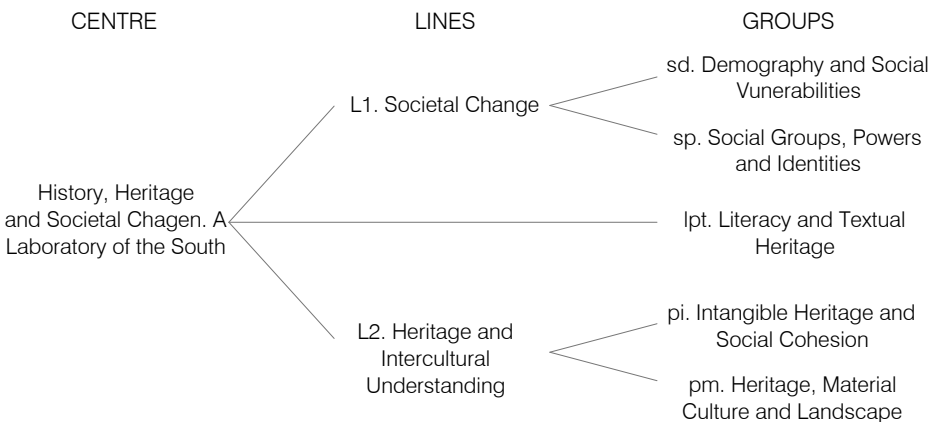 CENTRE
LINES
GROUPS
History, Heritage
and Societal Chagen. A
Laboratory of the South
L1. Societal Change
sd. Demography and Social
Vunerabilities
sp. Social Groups, Powers
and Identities
lpt. Literacy and Textual
Heritage
L2. Heritage and
Intercultural
Understanding
pi. Intangible Heritage and
Social Cohesion
pm. Heritage, Material
Culture and Landscape